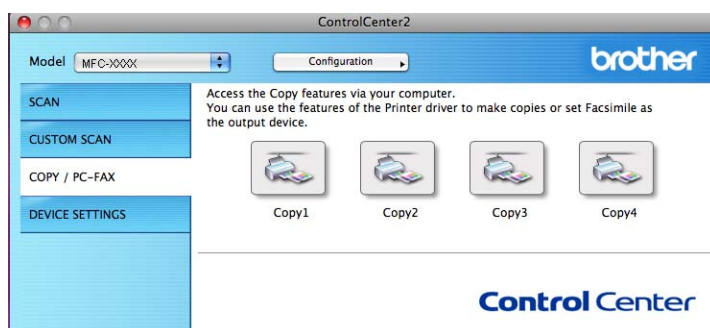 ControlCenter2
Model MFC-XXXX Configuration brother
SCAN
CUSTOM SCAN
COPY / PC-FAX
DEVICE SETTINGS
Access the Copy features via your computer.
You can use the features of the Printer driver to make copies or set Facsimile as
the output device.
Copy1 Copy2 Copy3 Copy4
Control Center